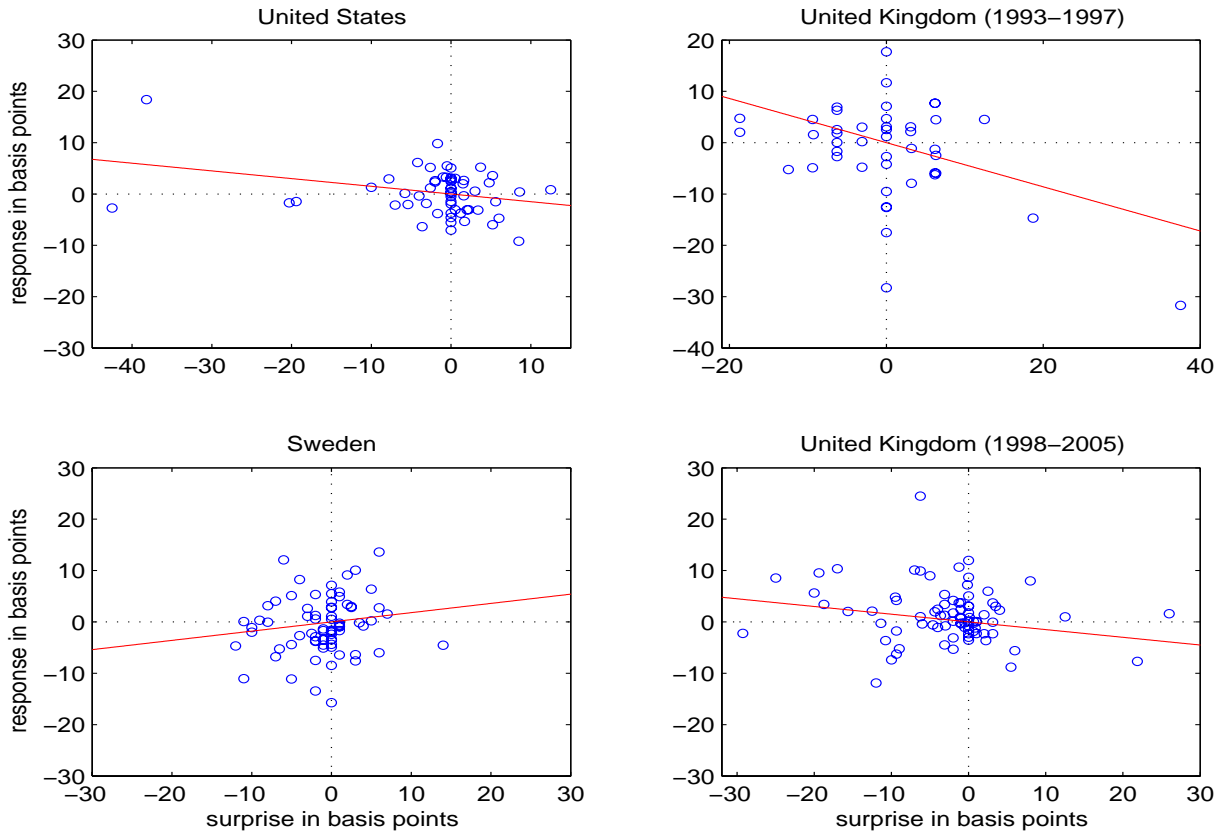 United States
United Kingdom (1993−1997)
response in basis points
30
20
10
0
−10
−20
−30
−40 −30 −20 −10 0 10
20
10
0
−10
−20
−30
−40
−20 0 20 40
Sweden
United Kingdom (1998−2005)
response in basis points
30
20
10
0
−10
−20
−30
−30 −20 −10 0 10 20 30
surprise in basis points
30
20
10
0
−10
−20
−30
−30 −20 −10 0 10 20 30
surprise in basis points